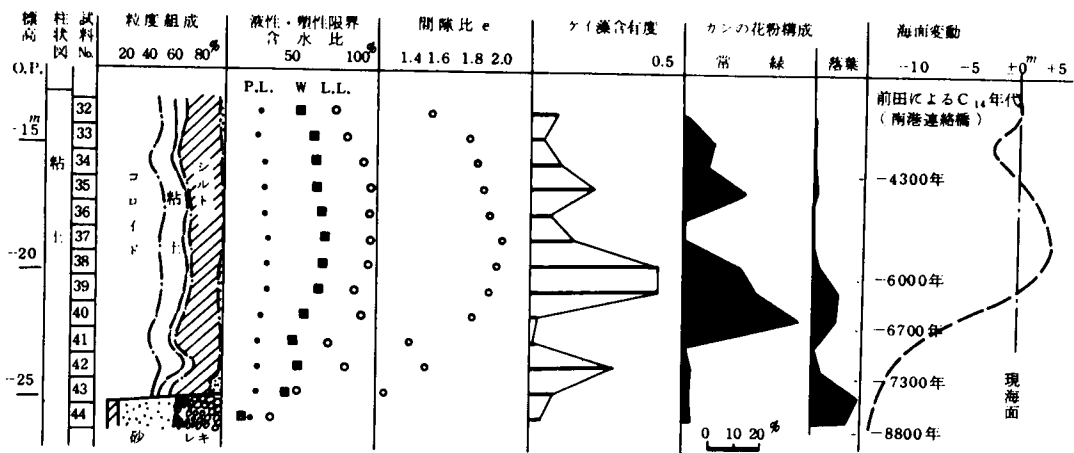 標高 柱状図 試料No. 粒度組成 液性・塑性限界 含水比 間隙比 e ケイ藻含有度 カシの花粉構成 海面変動
20 40 60 80% 50 100% 1.4 1.6 1.8 2.0 0.5 常緑 落葉 -10 -5 ±0m +5
O.P.
P.L. W L.L.
前田によるC14年代
(南港連絡橋)
32
-15m 33
34
35 -4300年
36
37
-20 38
39 -6000年
40
41 -6700年
42
-25 43 -7300年
44 -8800年
粘土
コロイド
粘土
シルト
砂 レキ
0 10 20%
現海面